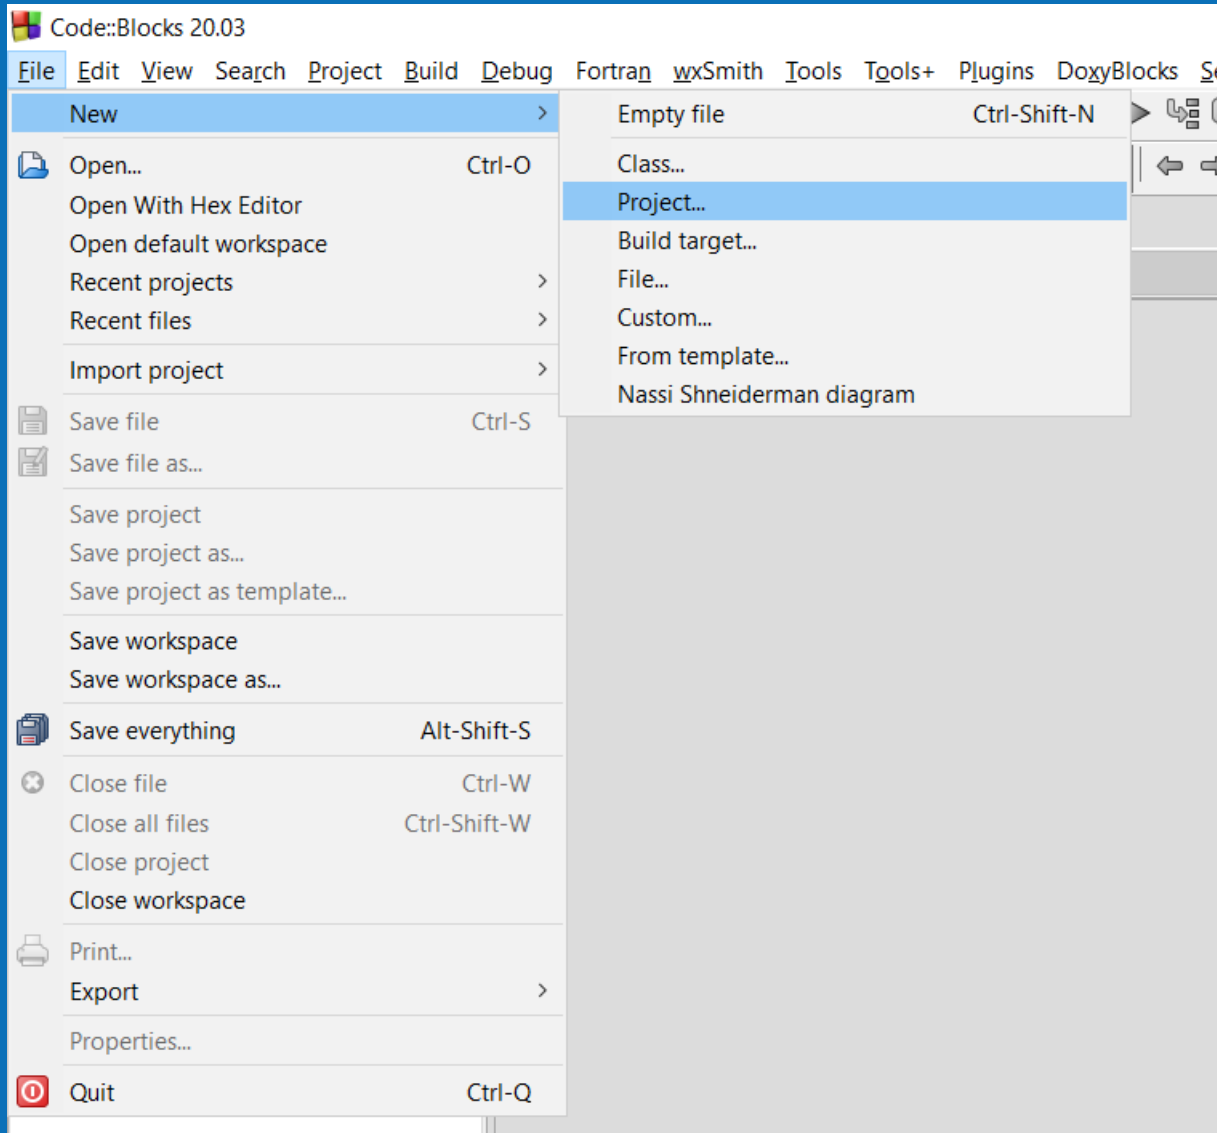 Code::Blocks 20.03
File Edit View Search Project Build Debug Fortran wxSmith Tools Tools+ Plugins DoxyBlocks
New
Open... Ctrl-O
Open With Hex Editor
Open default workspace
Recent projects
Recent files
Import project
Save file Ctrl-S
Save file as...
Save project
Save project as...
Save project as template...
Save workspace
Save workspace as...
Save everything Alt-Shift-S
Close file Ctrl-W
Close all files Ctrl-Shift-W
Close project
Close workspace
Print...
Export
Properties...
Quit Ctrl-Q
Empty file Ctrl-Shift-N
Class...
Project...
Build target...
File...
Custom...
From template...
Nassi Shneiderman diagram